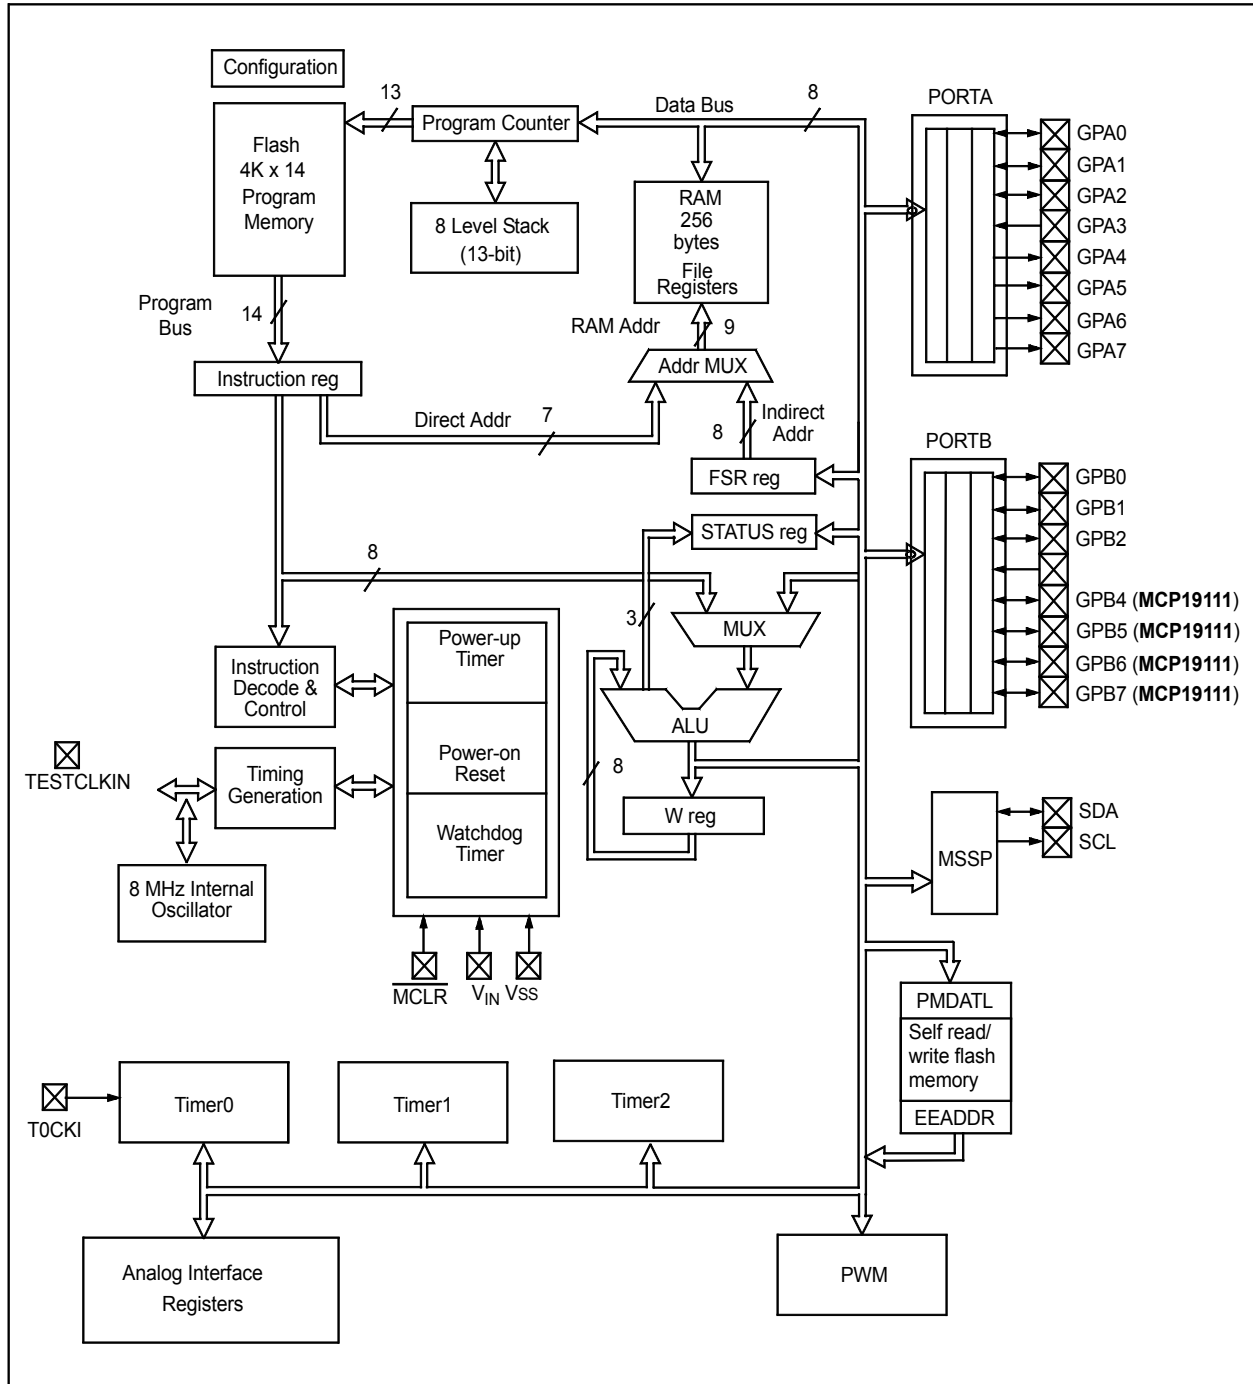 Configuration
13
Data Bus
8
PORTA
Flash
4K x 14
Program
Memory
Program Counter
8 Level Stack
(13-bit)
RAM
256
bytes
File
Registers
GPA0
GPA1
GPA2
GPA3
GPA4
GPA5
GPA6
GPA7
Program
Bus
14
RAM Addr
9
Instruction reg
Addr MUX
Direct Addr
7
8
Indirect
Addr
FSR reg
PORTB
STATUS reg
GPB0
GPB1
GPB2
GPB4 (MCP19111)
GPB5 (MCP19111)
GPB6 (MCP19111)
GPB7 (MCP19111)
8
3
MUX
Power-up
Timer
Instruction
Decode &
Control
ALU
TESTCLKIN
Timing
Generation
Power-on
Reset
8
W reg
Watchdog
Timer
8 MHz Internal
Oscillator
MSSP
SDA
SCL
MCLR
VIN
VSS
PMDATL
Self read/
write flash
memory
EEADDR
T0CKI
Timer0
Timer1
Timer2
Analog Interface
Registers
PWM